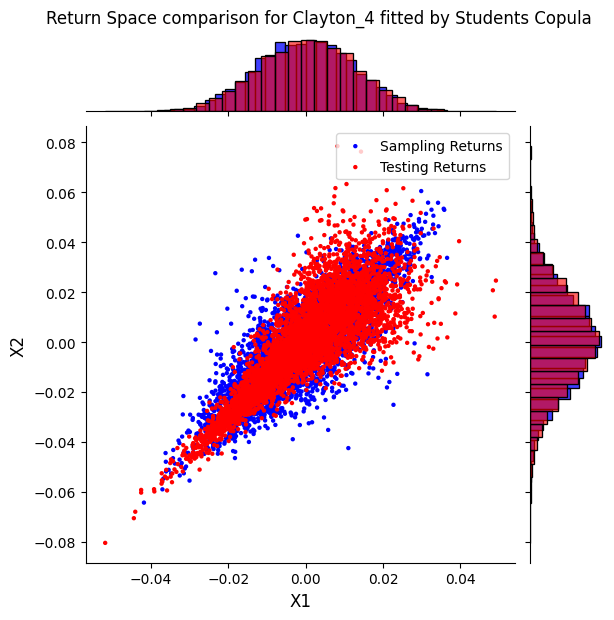 Return Space comparison for Clayton_4 fitted by Students Copula
Sampling Returns
Testing Returns
0.08
0.06
0.04
0.02
0.00
−0.02
−0.04
−0.06
−0.08
X2
−0.04 −0.02 0.00 0.02 0.04
X1